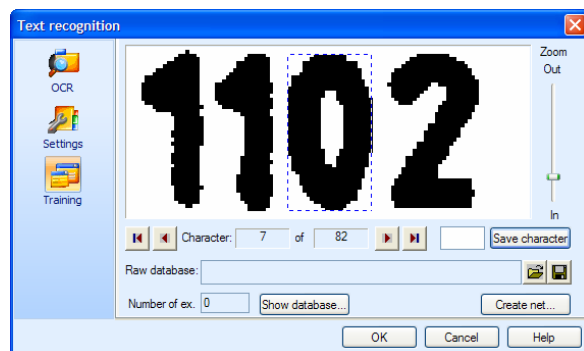 Text recognition
Zoom
Out
1102
OCR
Settings
Training
In
Character: 7 of 82 Save character
Raw database:
Number of ex. 0 Show database... Create net...
OK Cancel Help